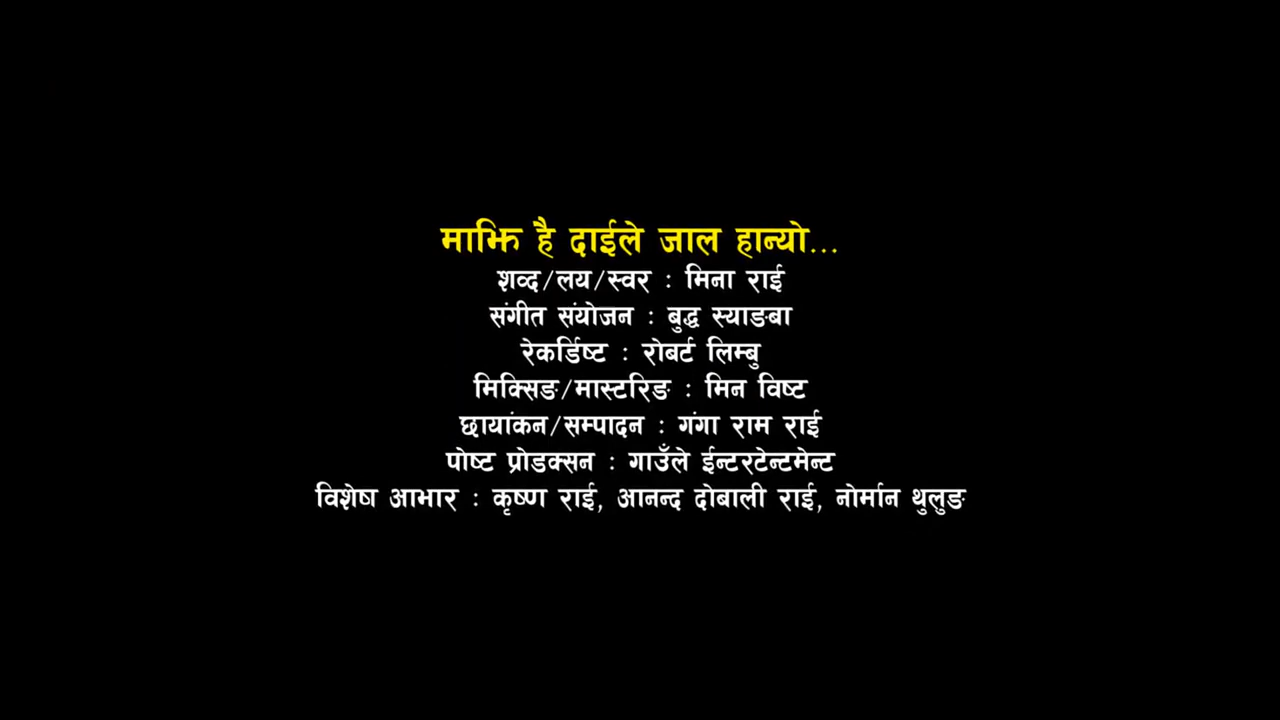 माझि है दाईले जाल हान्यो...
शव्द/लय/स्वर : मिना राई
संगीत संयोजन : बुद्ध स्याङबा
रेकर्डिष्ट : रोबर्ट लिम्बु
मिक्सिङ/मास्टरिङ : मिन विष्ट
छायांकन/सम्पादन : गंगा राम राई
पोष्ट प्रोडक्सन : गाउँले ईन्टरटेन्टमेन्ट
विशेष आभार : कृष्ण राई, आनन्द दोबाली राई, नोर्मान थुलुङ